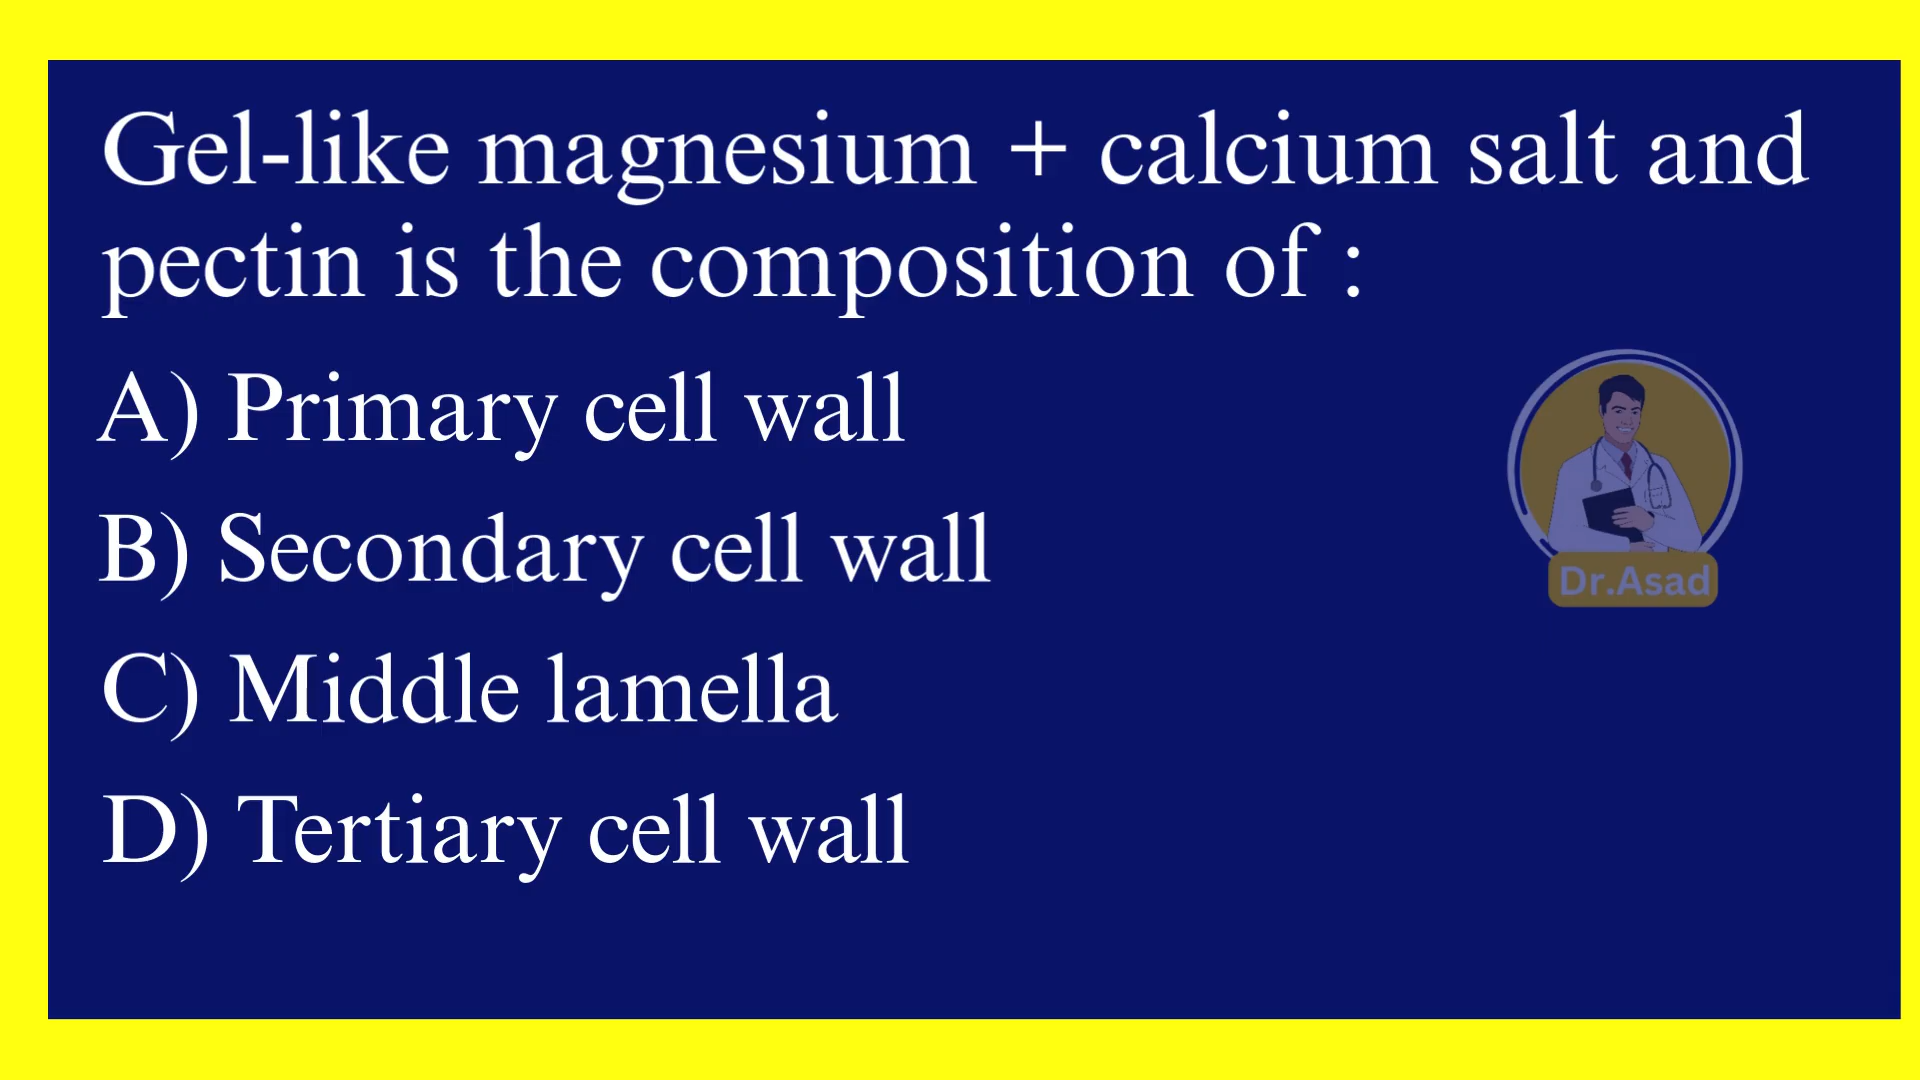 Gel-like magnesium + calcium salt and
pectin is the composition of :
A) Primary cell wall
B) Secondary cell wall
C) Middle lamella
D) Tertiary cell wall
Dr.Asad